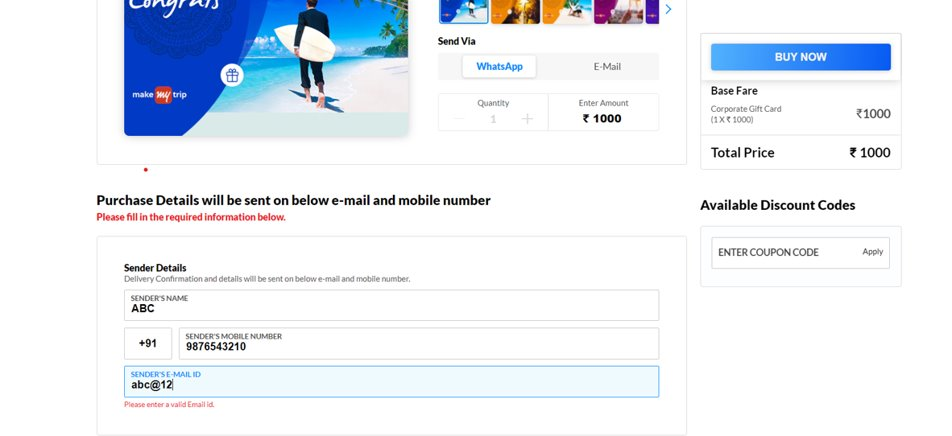 Congrats
make my trip
Send Via
WhatsApp
E-Mail
Quantity
1
Enter Amount
₹ 1000
BUY NOW
Base Fare
Corporate Gift Card
(1 X ₹ 1000)
₹1000
Total Price
₹ 1000
Purchase Details will be sent on below e-mail and mobile number
Please fill in the required information below.
Available Discount Codes
ENTER COUPON CODE
Apply
Sender Details
Delivery Confirmation and details will be sent on below e-mail and mobile number.
SENDER'S NAME
ABC
+91
SENDER'S MOBILE NUMBER
9876543210
SENDER'S E-MAIL ID
abc@12
Please enter a valid Email id.